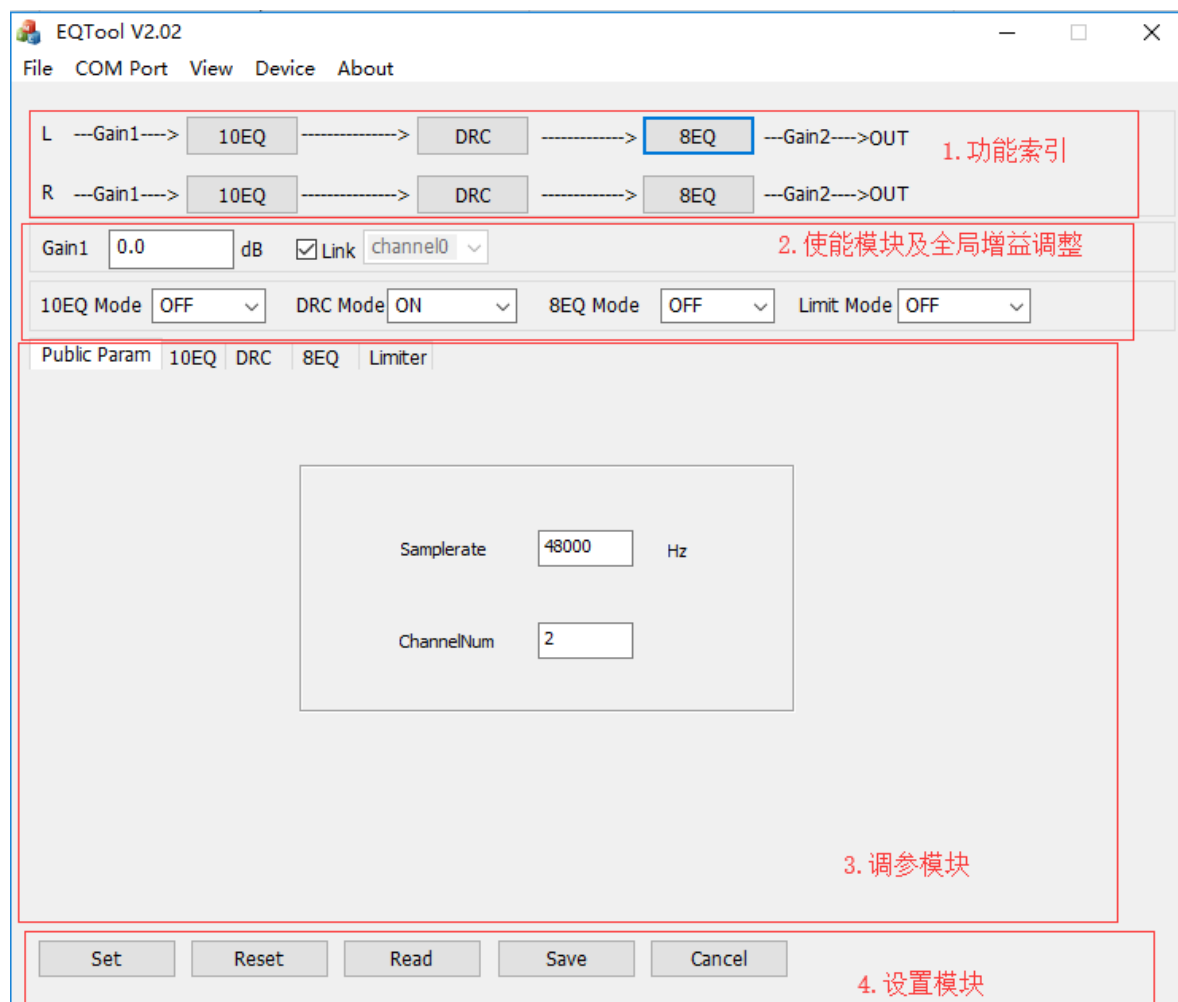 EQTool V2.02
File COM Port View Device About
L ---Gain1----> 10EQ ---------------> DRC -------------> 8EQ ---Gain2---->OUT
1.功能索引
R ---Gain1----> 10EQ ---------------> DRC -------------> 8EQ ---Gain2---->OUT
2.使能模块及全局增益调整
Gain1 0.0 dB Link channel0
10EQ Mode OFF DRC Mode ON 8EQ Mode OFF Limit Mode OFF
Public Param 10EQ DRC 8EQ Limiter
Samplerate 48000 Hz
ChannelNum 2
3.调参模块
Set Reset Read Save Cancel
4.设置模块